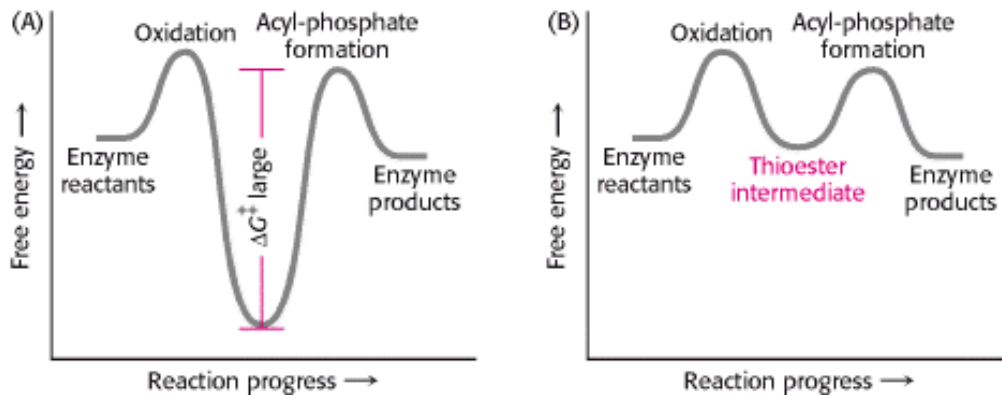 (A)
Oxidation
Acyl-phosphate
formation
Free energy →
Enzyme
reactants
ΔG‡ large
Enzyme
products
Reaction progress →
(B)
Oxidation
Acyl-phosphate
formation
Free energy →
Enzyme
reactants
Thioester
intermediate
Enzyme
products
Reaction progress →